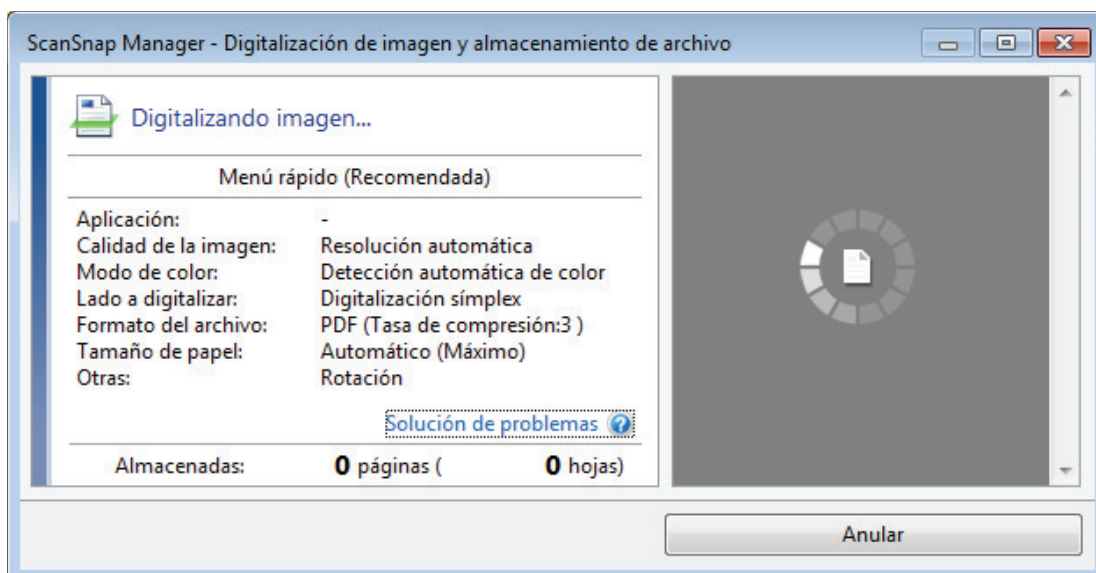 ScanSnap Manager - Digitalización de imagen y almacenamiento de archivo
Digitalizando imagen...
Menú rápido (Recomendada)
Aplicación: -
Calidad de la imagen: Resolución automática
Modo de color: Detección automática de color
Lado a digitalizar: Digitalización símplex
Formato del archivo: PDF (Tasa de compresión:3 )
Tamaño de papel: Automático (Máximo)
Otras: Rotación
Solución de problemas ?
Almacenadas: 0 páginas ( 0 hojas)
Anular